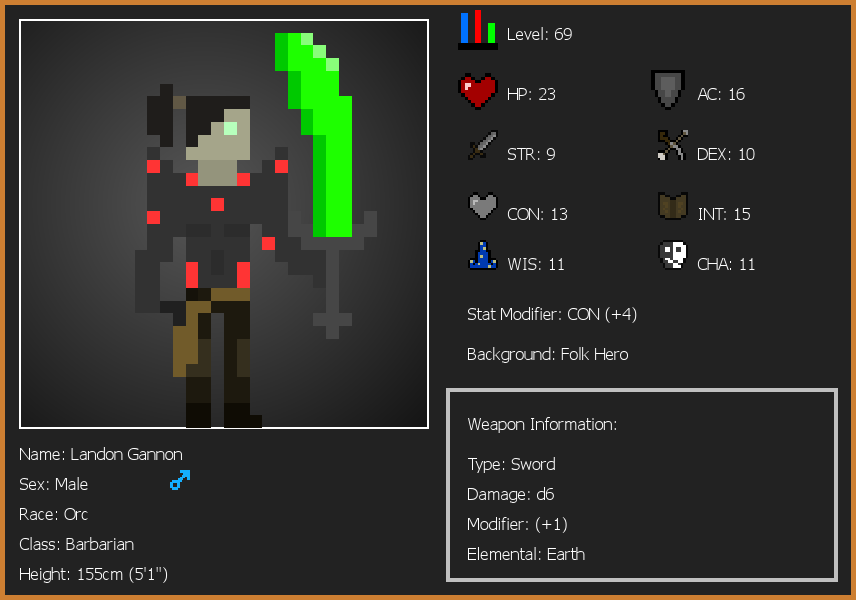 Level: 69
HP: 23
AC: 16
STR: 9
DEX: 10
CON: 13
INT: 15
WIS: 11
CHA: 11
Stat Modifier: CON (+4)
Background: Folk Hero
Weapon Information:
Type: Sword
Damage: d6
Modifier: (+1)
Elemental: Earth
Name: Landon Gannon
Sex: Male
Race: Orc
Class: Barbarian
Height: 155cm (5'1")